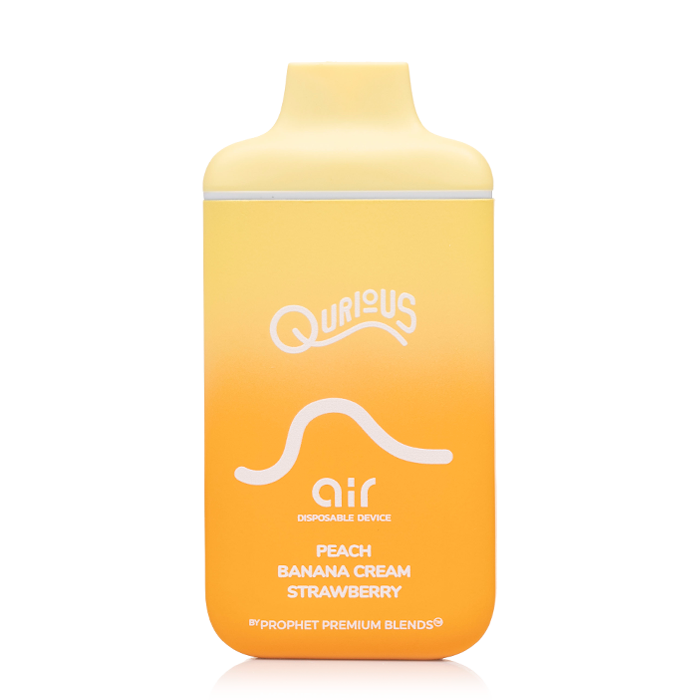 QURIOUS
air
DISPOSABLE DEVICE
PEACH
BANANA CREAM
STRAWBERRY
BY PROPHET PREMIUM BLENDS